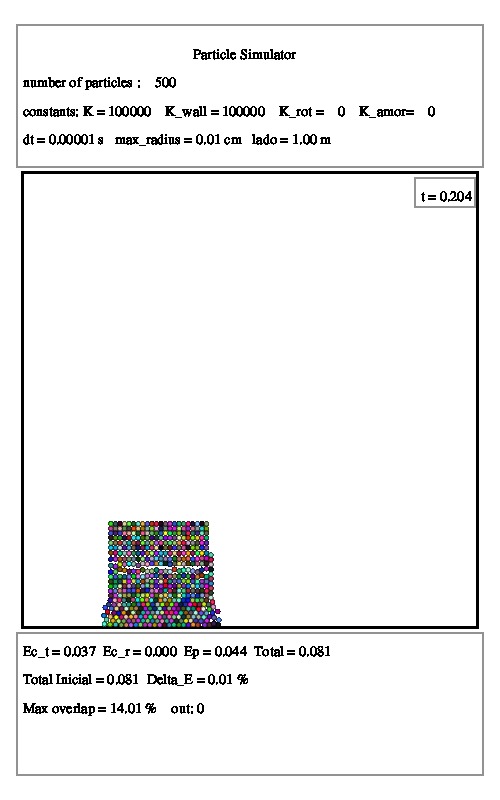 Particle Simulator
number of particles : 500
constants: K = 100000 K_wall = 100000 K_rot = 0 K_amor= 0
dt = 0.00001 s max_radius = 0.01 cm lado = 1.00 m
t = 0.204
Ec_t = 0.037 Ec_r = 0.000 Ep = 0.044 Total = 0.081
Total Inicial = 0.081 Delta_E = 0.01 %
Max overlap = 14.01 % out: 0